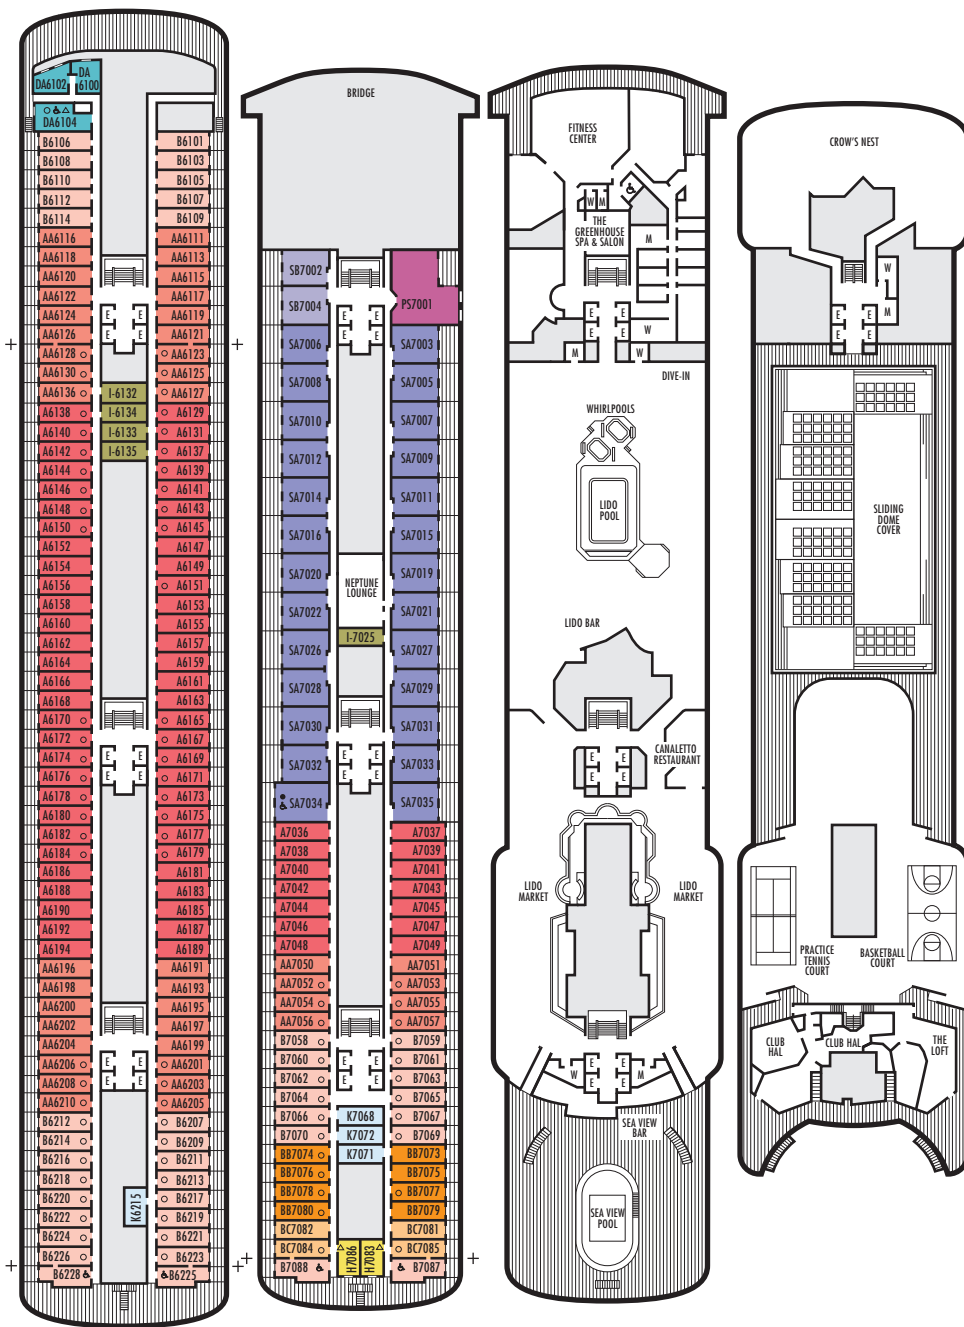 DA6102
DA
6100
DA6104
B6106
B6108
B6110
B6112
B6114
AA6116
AA6118
AA6120
AA6122
AA6124
AA6126
AA6128
AA6130
AA6136
A6138
A6140
A6142
A6144
A6146
A6148
A6150
A6152
A6154
A6156
A6158
A6160
A6162
A6164
A6166
A6168
A6170
A6172
A6174
A6176
A6178
A6180
A6182
A6184
A6186
A6188
A6190
A6192
A6194
AA6196
AA6198
AA6200
AA6202
AA6204
AA6206
AA6208
AA6210
B6212
B6214
B6216
B6218
B6220
B6222
B6224
B6226
B6228
E E
E E
I-6132
I-6134
I-6133
I-6135
E E
E E
E E
E E
K6215
B6101
B6103
B6105
B6107
B6109
AA6111
AA6113
AA6115
AA6117
AA6119
AA6121
AA6123
AA6125
AA6127
A6129
A6131
A6137
A6139
A6141
A6143
A6145
A6147
A6149
A6151
A6153
A6155
A6157
A6159
A6161
A6163
A6165
A6167
A6169
A6171
A6173
A6175
A6177
A6179
A6181
A6183
A6185
A6187
A6189
AA6191
AA6193
AA6195
AA6197
AA6199
AA6201
AA6203
AA6205
B6207
B6209
B6211
B6213
B6217
B6219
B6221
B6223
B6225
BRIDGE
SB7002
SB7004
SA7006
SA7008
SA7010
SA7012
SA7014
SA7016
SA7020
SA7022
SA7026
SA7028
SA7030
SA7032
SA7034
A7036
A7038
A7040
A7042
A7044
A7046
A7048
AA7050
AA7052
AA7054
AA7056
B7058
B7060
B7062
B7064
B7066
B7070
BB7074
BB7076
BB7078
BB7080
BC7082
BC7084
B7088
E E
E E
NEPTUNE
LOUNGE
I-7025
E E
E E
E E
E E
K7068
K7072
K7071
H7086
H7083
PS7001
SA7003
SA7005
SA7007
SA7009
SA7011
SA7015
SA7019
SA7021
SA7027
SA7029
SA7031
SA7033
SA7035
A7037
A7039
A7041
A7043
A7045
A7047
A7049
AA7051
AA7053
AA7055
AA7057
B7059
B7061
B7063
B7065
B7067
B7069
BB7073
BB7075
BB7077
BB7079
BC7081
BC7085
B7087
FITNESS
CENTER
W M
THE
GREENHOUSE
SPA & SALON
M
E E
E E
W
M
W
DIVE-IN
WHIRLPOOLS
LIDO
POOL
LIDO BAR
CANALETTO
RESTAURANT
E E
E E
LIDO
MARKET
LIDO
MARKET
E E
E E
W
M
SEA VIEW
BAR
SEA VIEW
POOL
CROW'S NEST
W
M
E E
E E
SLIDING
DOME
COVER
PRACTICE
TENNIS
COURT
BASKETBALL
COURT
CLUB
HAL
CLUB HAL
THE
LOFT